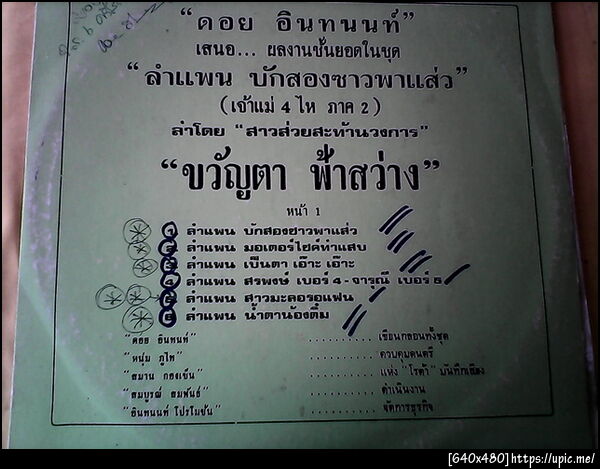 “ดอย อินทนนท์”
เสนอ... ผลงานชั้นยอดในชุด
“ลำแพน บักสองซาวพาแส่ว”
(เจ้าแม่ 4 ไห ภาค 2)
ลำโดย “สาวส่วยสะท้านวงการ”
“ขวัญตา ฟ้าสว่าง”
หน้า 1
ลำแพน บักสองซาวพาแส่ว
ลำแพน มอเตอร์ไซค์ทำแสบ
ลำแพน เป็นตา เอ๊าะ เอ๊าะ
ลำแพน สรพงษ์ เบอร์ 4 - จารุณี เบอร์ 5
ลำแพน สาวมะคอรอแฟน
ลำแพน น้ำตาน้องติ๋ม
“ดอย อินทนนท์” .......... เขียนกลอนทั้งชุด
“หนุ่ม ภูไท” .......... ควบคุมดนตรี
“สมาน กองเข็น” .......... แห่ง “โรต้า” บันทึกเสียง
“สมบูรณ์ สมพันธ์” .......... ดำเนินงาน
“อินทนนท์ โปรโมชั่น” .......... จัดการธุรกิจ
[640x480]https://upic.me/